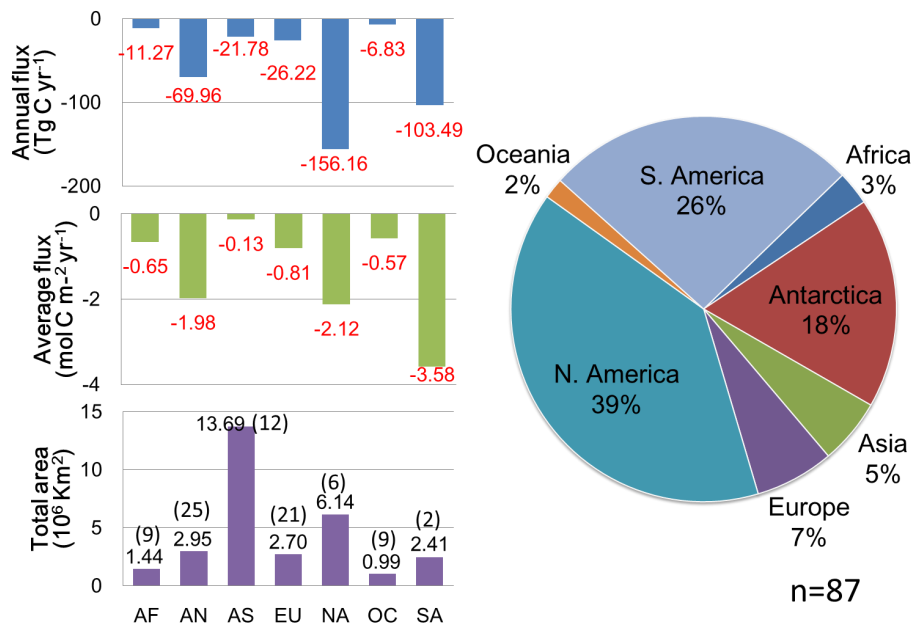 Annual flux
(Tg C yr⁻¹)
0
-100
-200
-11.27
-69.96
-21.78
-26.22
-156.16
-6.83
-103.49
Average flux
(mol C m-² yr⁻¹)
0
-2
-4
-0.65
-1.98
-0.13
-0.81
-2.12
-0.57
-3.58
Total area
(10⁶ Km²)
15
10
5
0
(9)
1.44
(25)
2.95
13.69 (12)
(21)
2.70
(6)
6.14
(9)
0.99
(2)
2.41
AF AN AS EU NA OC SA
Oceania
2%
S. America
26%
Africa
3%
Antarctica
18%
N. America
39%
Asia
5%
Europe
7%
n=87